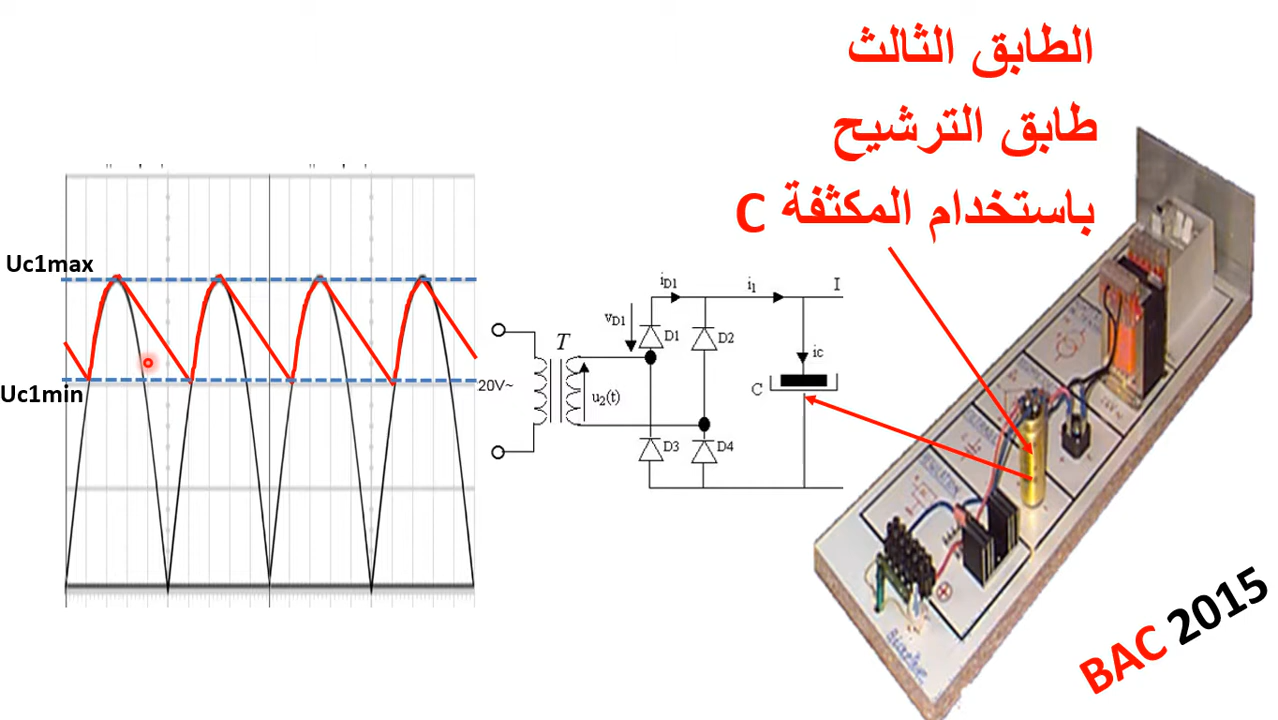 الطابق الثالث
طابق الترشيح
باستخدام المكثفة C
Uc1max
Uc1min
20V~
T
u2(t)
vD1
iD1
i1
I
D1
D2
ic
C
D3
D4
BAC 2015